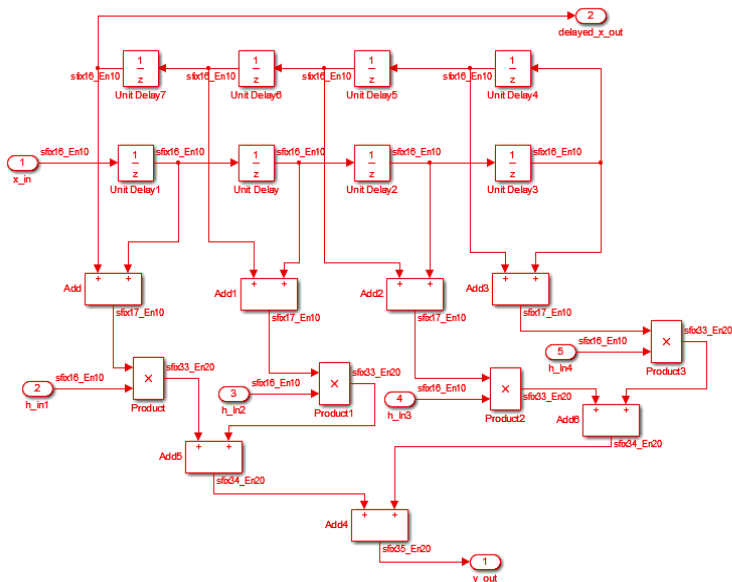 2
delayed_x_out
sfix16_En10
1
z
sfix16_En10
1
z
sfix16_En10
1
z
sfix16_En10
1
z
Unit Delay7
Unit Delay6
Unit Delay5
Unit Delay4
1
x_in
sfix16_En10
1
z
sfix16_En10
1
z
sfix16_En10
1
z
sfix16_En10
1
z
sfix16_En10
Unit Delay1
Unit Delay
Unit Delay2
Unit Delay3
+ +
Add
+ +
Add1
+ +
Add2
+ +
Add3
sfix17_En10
sfix17_En10
sfix17_En10
sfix17_En10
5
h_In4
sfix16_En10
×
sfix33_En20
Product3
2
h_in1
sfix16_En10
×
sfix33_En20
Product
3
h_In2
sfix16_En10
×
sfix33_En20
Product1
4
h_In3
sfix16_En10
×
sfix33_En20
Product2
+ +
Add6
sfix34_En20
+ +
Add5
sfix34_En20
+ +
Add4
sfix35_En20
1
y_out